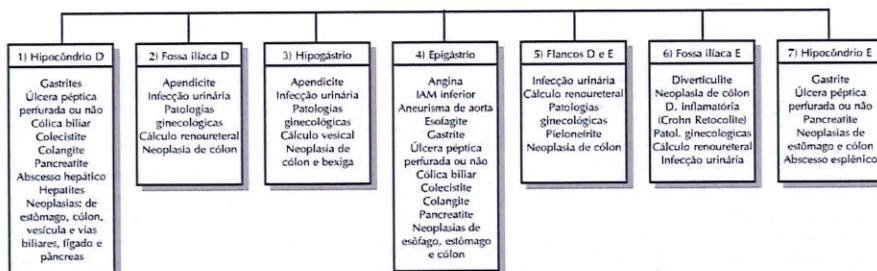 1) Hipocôndrio D
Gastrites
Úlcera péptica
perfurada ou não
Cólica biliar
Colecistite
Colangite
Pancreatite
Abscesso hepático
Hepatites
Neoplasias: de
estômago, cólon,
vesícula e vias
biliares, fígado e
pâncreas
2) Fossa ilíaca D
Apendicite
Infecção urinária
Patologias
ginecologicas
Cálculo renoureteral
Neoplasia de cólon
3) Hipogástrio
Apendicite
Infecção urinária
Patologias
ginecológicas
Cálculo vesical
Neoplasia de
cólon e bexiga
4) Epigástrio
Angina
IAM inferior
Aneurisma de aorta
Esofagite
Gastrite
Úlcera péptica
perfurada ou não
Cólica biliar
Colecistite
Colangite
Pancreatite
Neoplasias de
esôfago, estômago
e cólon
5) Flancos D e E
Infecção urinária
Cálculo renoureteral
Patologias
ginecológicas
Pielonefrite
Neoplasia de cólon
6) Fossa ilíaca E
Diverticulite
Neoplasia de cólon
D. inflamatória
(Crohn Retocolite)
Patol. ginecologicas
Cálculo renoureteral
Infecção urinária
7) Hipocôndrio E
Gastrite
Úlcera péptica
perfurada ou não
Pancreatite
Neoplasias de
estômago e cólon
Abscesso esplênico